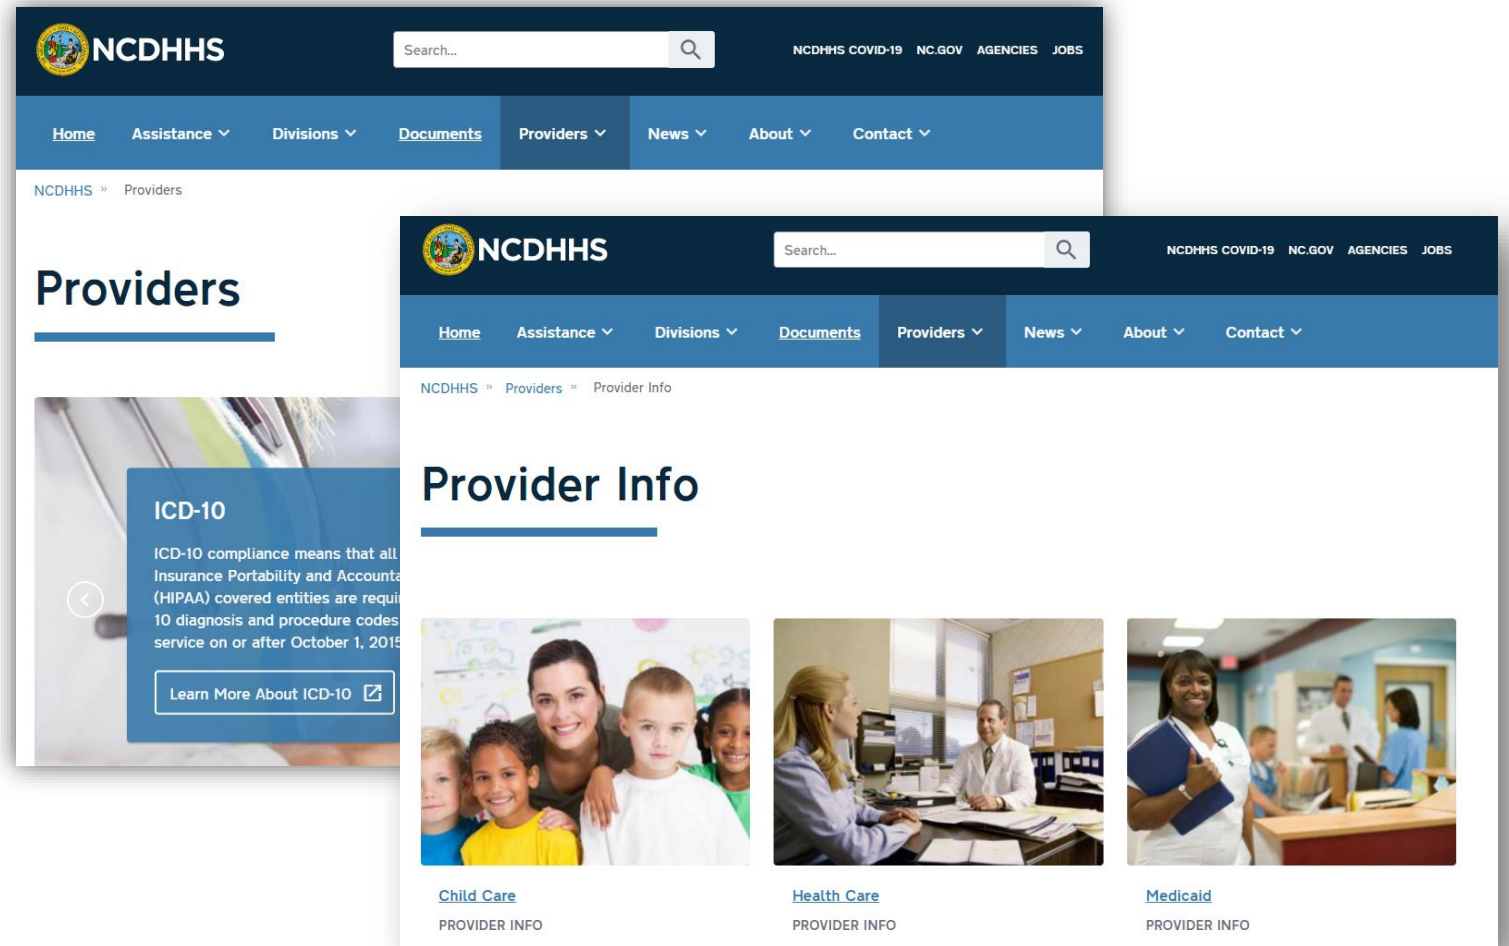 NCDHHS
Search...
NCDHHS COVID-19 NC.GOV AGENCIES JOBS
Home Assistance Divisions Documents Providers News About Contact
NCDHHS » Providers
Providers
ICD-10
ICD-10 compliance means that all
Insurance Portability and Accounta
(HIPAA) covered entities are requi
10 diagnosis and procedure codes
service on or after October 1, 2015
Learn More About ICD-10
NCDHHS
Search...
NCDHHS COVID-19 NC.GOV AGENCIES JOBS
Home Assistance Divisions Documents Providers News About Contact
NCDHHS » Providers » Provider Info
Provider Info
Child Care
PROVIDER INFO
Health Care
PROVIDER INFO
Medicaid
PROVIDER INFO